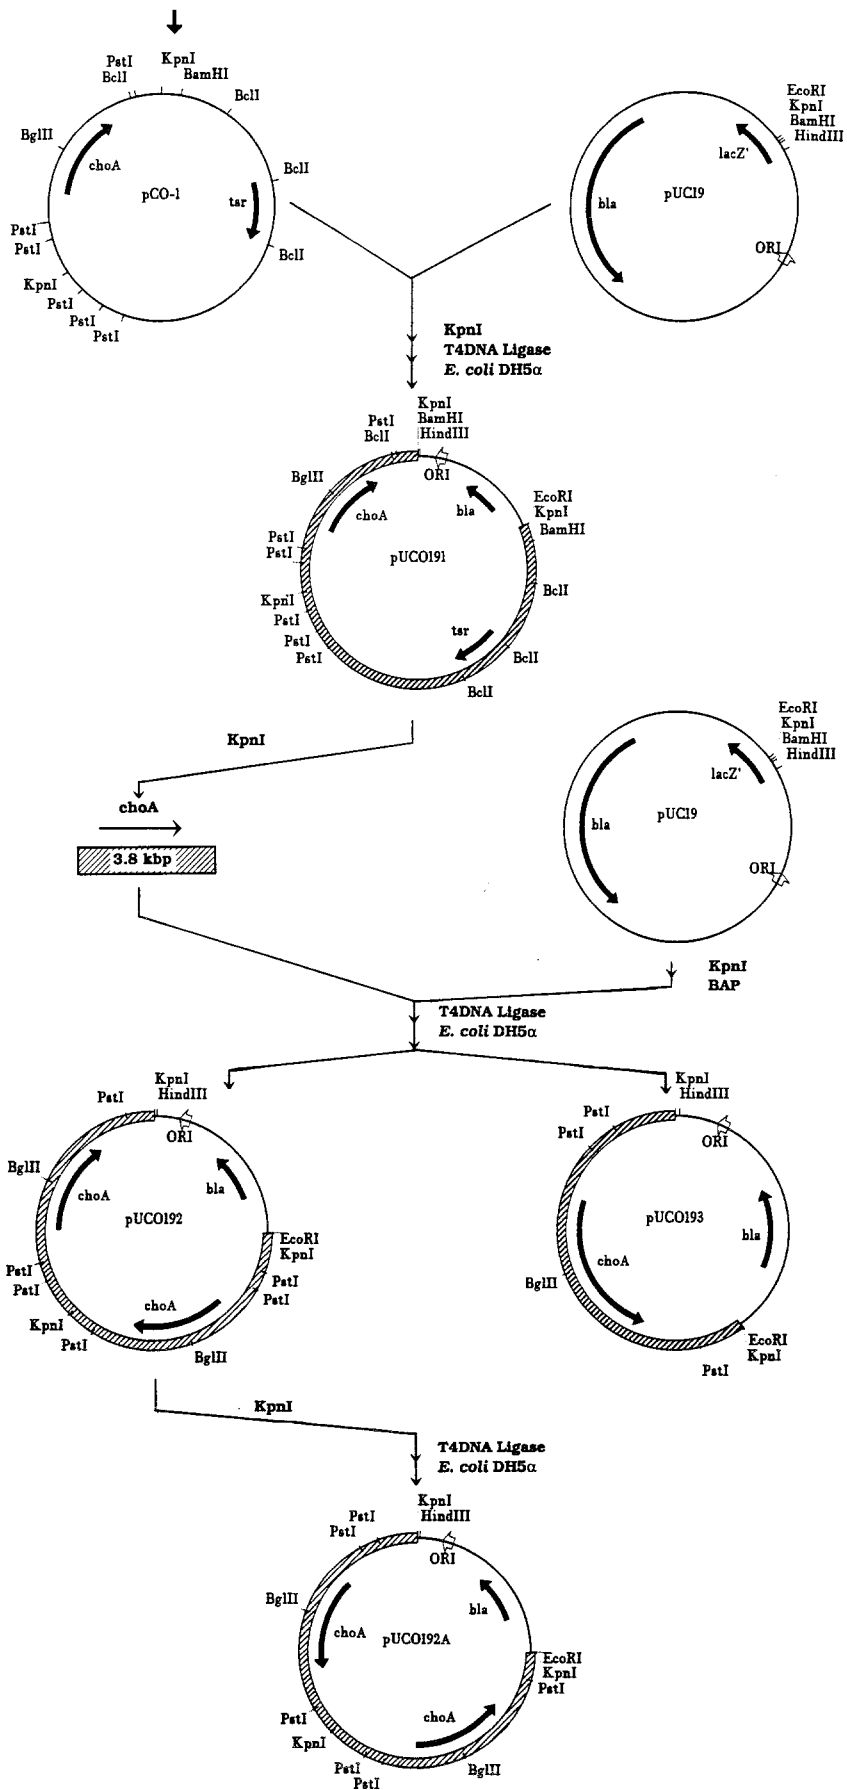 PstI
BclI
KpnI
BamHI
BclI
BglII
choA
pCO-1
tsr
BclI
BclI
PstI
PstI
KpnI
PstI
PstI
PstI
EcoRI
KpnI
BamHI
HindIII
lacZ'
bla
pUC19
ORI
KpnI
T4DNA Ligase
E. coli DH5α
KpnI
BamHI
HindIII
PstI
BclI
ORI
BglII
choA
bla
EcoRI
KpnI
BamHI
PstI
PstI
pUCO191
KpnI
BclI
PstI
PstI
PstI
tsr
BclI
BclI
KpnI
choA
3.8 kbp
EcoRI
KpnI
BamHI
HindIII
lacZ'
bla
pUC19
ORI
KpnI
BAP
T4DNA Ligase
E. coli DH5α
KpnI
HindIII
PstI
ORI
BglII
choA
bla
pUCO192
EcoRI
KpnI
PstI
PstI
PstI
PstI
choA
KpnI
PstI
BglII
KpnI
HindIII
PstI
PstI
ORI
pUCO193
bla
choA
BglII
EcoRI
KpnI
PstI
KpnI
T4DNA Ligase
E. coli DH5α
KpnI
HindIII
PstI
PstI
ORI
BglII
bla
choA
pUCO192A
EcoRI
KpnI
PstI
choA
PstI
KpnI
PstI
PstI
BglII